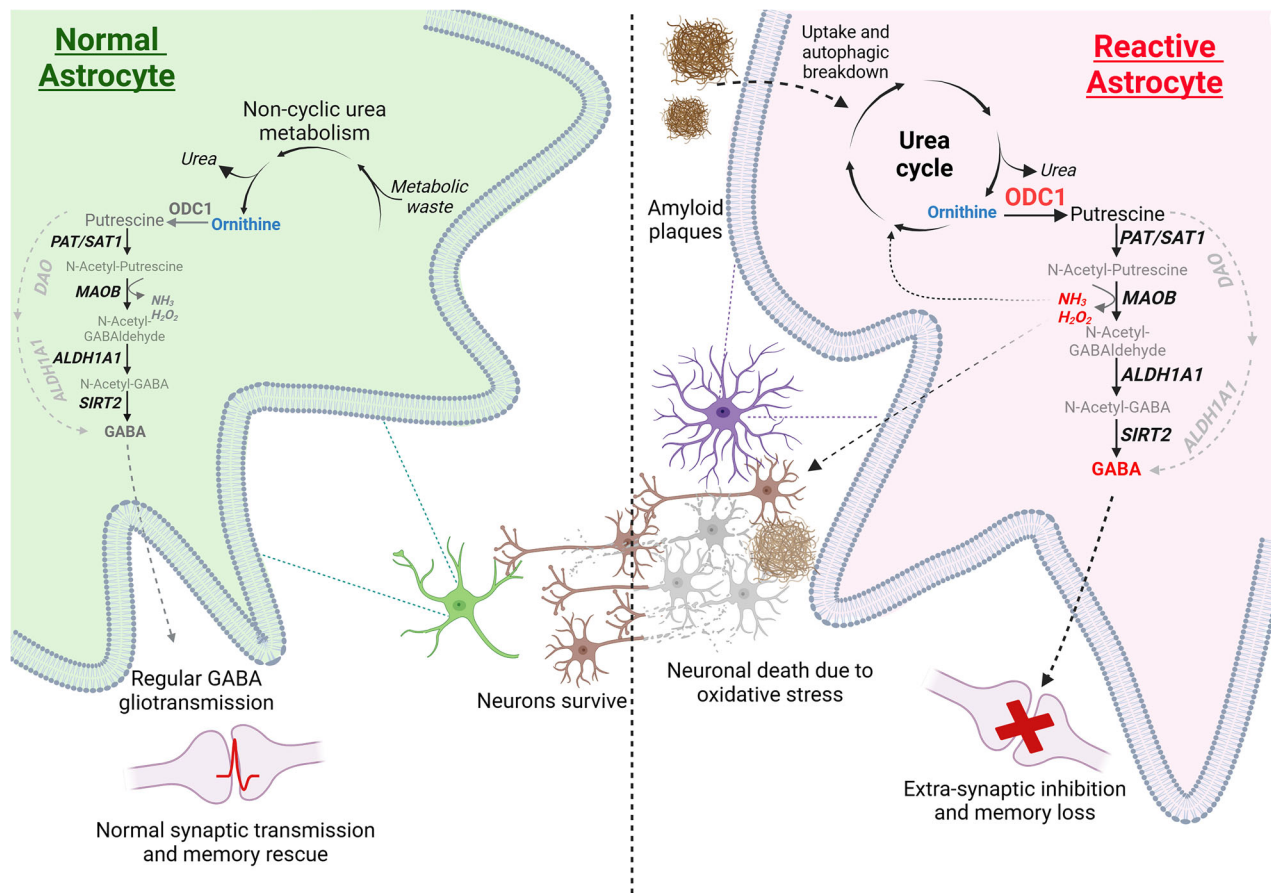 Normal
Astrocyte
Non-cyclic urea
metabolism
Urea
Metabolic
waste
ODC1
Putrescine
Ornithine
PAT/SAT1
N-Acetyl-Putrescine
DAO
MAOB
NH₃
H₂O₂
N-Acetyl-
GABAldehyde
ALDH1A1
ALDH1A1
N-Acetyl-GABA
SIRT2
GABA
Regular GABA
gliotransmission
Normal synaptic transmission
and memory rescue
Neurons survive
Uptake and
autophagic
breakdown
Reactive
Astrocyte
Urea
cycle
Urea
Amyloid
plaques
ODC1
Ornithine
Putrescine
PAT/SAT1
N-Acetyl-Putrescine
DAO
NH₃
H₂O₂
MAOB
N-Acetyl-
GABAldehyde
ALDH1A1
N-Acetyl-GABA
ALDH1A1
SIRT2
GABA
Neuronal death due to
oxidative stress
Extra-synaptic inhibition
and memory loss